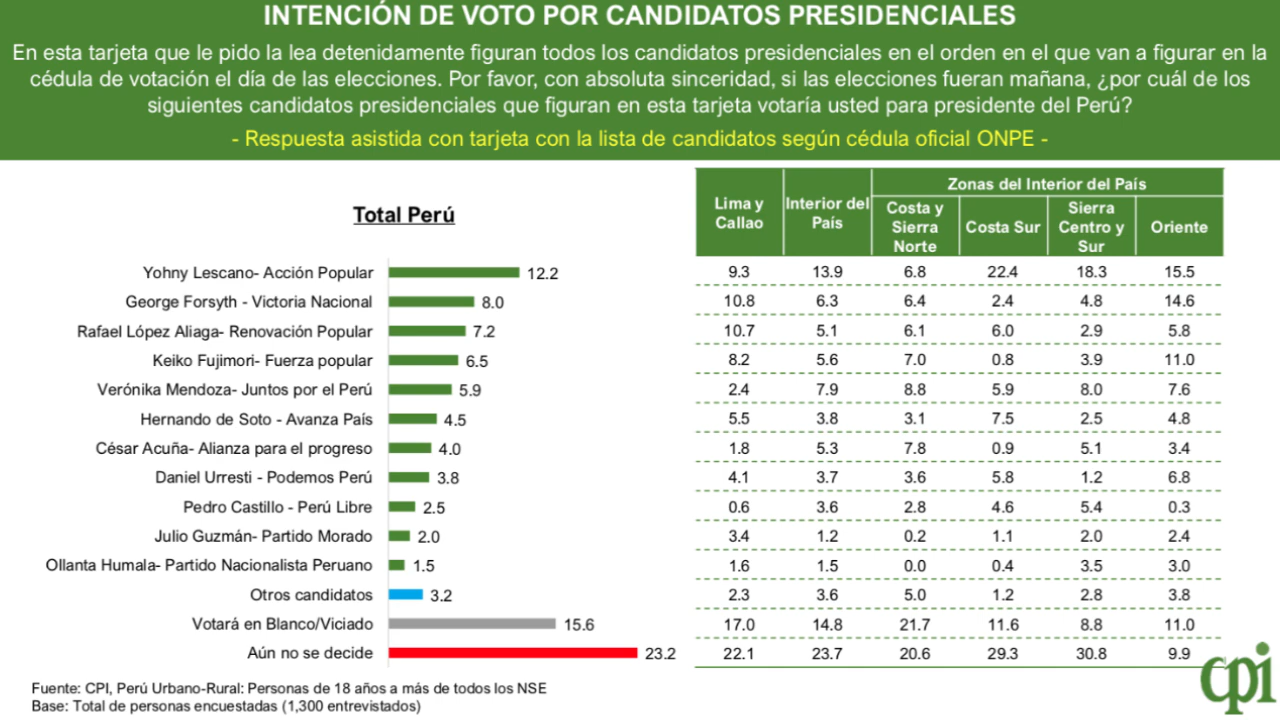 INTENCIÓN DE VOTO POR CANDIDATOS PRESIDENCIALES
En esta tarjeta que le pido la lea detenidamente figuran todos los candidatos presidenciales en el orden en el que van a figurar en la
cédula de votación el día de las elecciones. Por favor, con absoluta sinceridad, si las elecciones fueran mañana, ¿por cuál de los
siguientes candidatos presidenciales que figuran en esta tarjeta votaría usted para presidente del Perú?
- Respuesta asistida con tarjeta con la lista de candidatos según cédula oficial ONPE -
Total Perú
Lima y Callao
Interior del País
Zonas del Interior del País
Costa y Sierra Norte
Costa Sur
Sierra Centro y Sur
Oriente
Yohny Lescano- Acción Popular 12.2 9.3 13.9 6.8 22.4 18.3 15.5
George Forsyth - Victoria Nacional 8.0 10.8 6.3 6.4 2.4 4.8 14.6
Rafael López Aliaga- Renovación Popular 7.2 10.7 5.1 6.1 6.0 2.9 5.8
Keiko Fujimori- Fuerza popular 6.5 8.2 5.6 7.0 0.8 3.9 11.0
Verónika Mendoza- Juntos por el Perú 5.9 2.4 7.9 8.8 5.9 8.0 7.6
Hernando de Soto - Avanza País 4.5 5.5 3.8 3.1 7.5 2.5 4.8
César Acuña- Alianza para el progreso 4.0 1.8 5.3 7.8 0.9 5.1 3.4
Daniel Urresti - Podemos Perú 3.8 4.1 3.7 3.6 5.8 1.2 6.8
Pedro Castillo - Perú Libre 2.5 0.6 3.6 2.8 4.6 5.4 0.3
Julio Guzmán- Partido Morado 2.0 3.4 1.2 0.2 1.1 2.0 2.4
Ollanta Humala- Partido Nacionalista Peruano 1.5 1.6 1.5 0.0 0.4 3.5 3.0
Otros candidatos 3.2 2.3 3.6 5.0 1.2 2.8 3.8
Votará en Blanco/Viciado 15.6 17.0 14.8 21.7 11.6 8.8 11.0
Aún no se decide 23.2 22.1 23.7 20.6 29.3 30.8 9.9
Fuente: CPI, Perú Urbano-Rural: Personas de 18 años a más de todos los NSE
Base: Total de personas encuestadas (1,300 entrevistados)
cpi